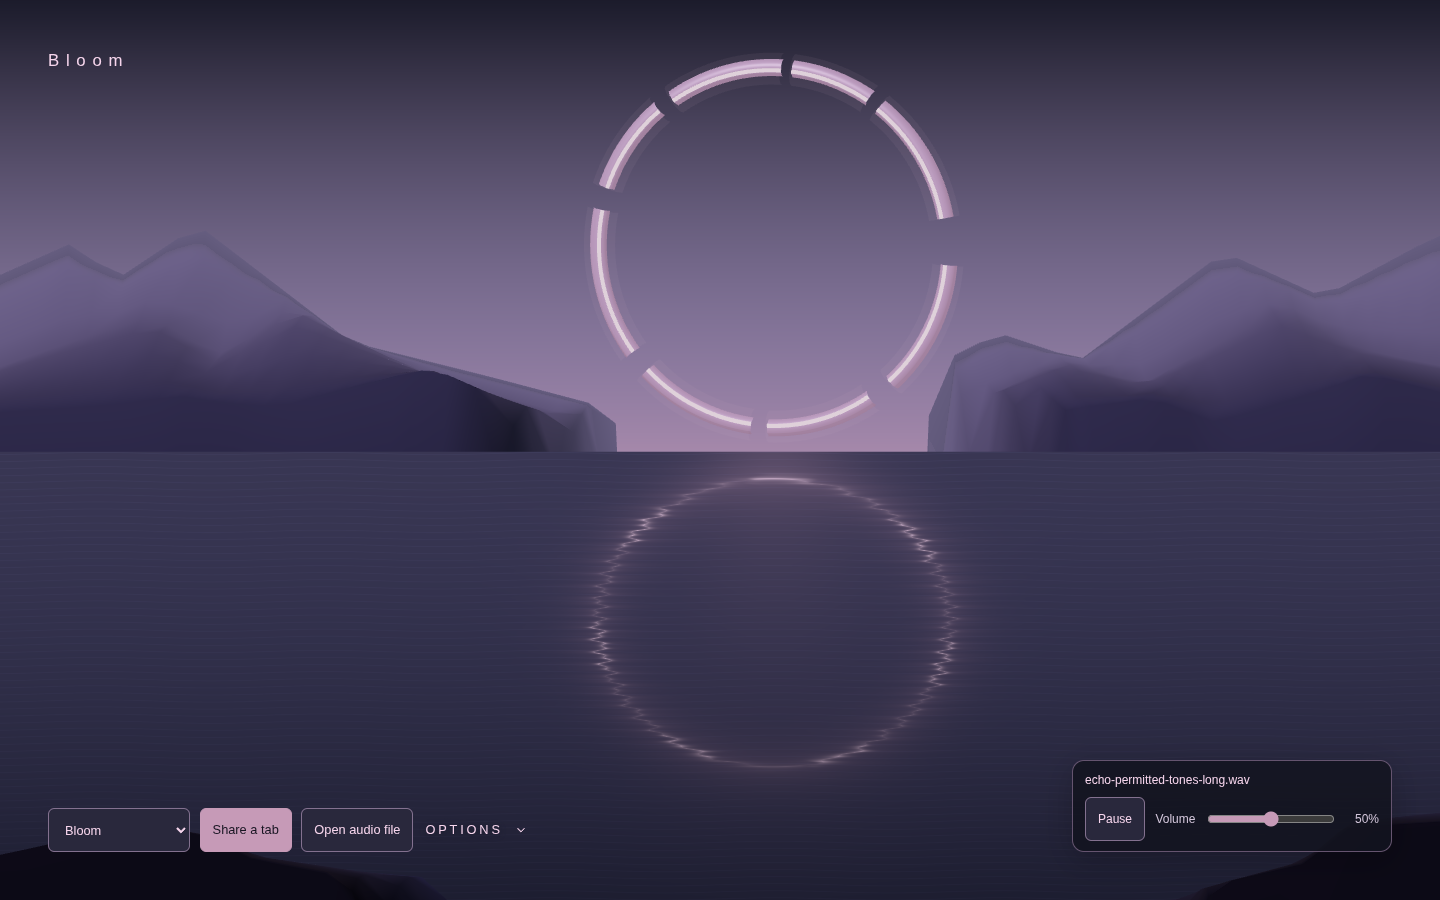 Bloom
echo-permitted-tones-long.wav
Pause Volume 50%
Bloom Share a tab Open audio file OPTIONS